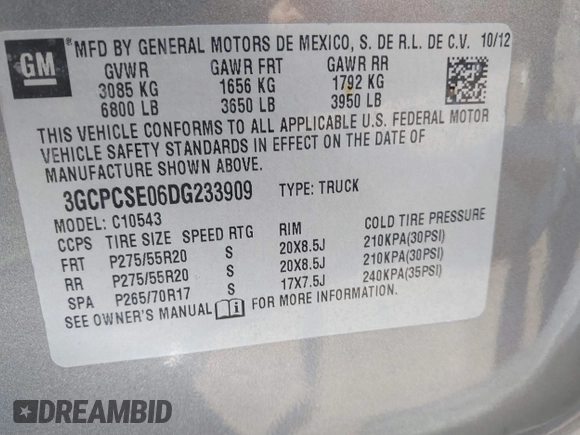 GM ® MFD BY GENERAL MOTORS DE MEXICO, S. DE R.L. DE C.V. 10/12
GVWR GAWR FRT GAWR RR
3085 KG 1656 KG 1792 KG
6800 LB 3650 LB 3950 LB
THIS VEHICLE CONFORMS TO ALL APPLICABLE U.S. FEDERAL MOTOR
VEHICLE SAFETY STANDARDS IN EFFECT ON THE DATE OF
MANUFACTURE SHOWN ABOVE.
3GCPCSE06DG233909 TYPE: TRUCK
MODEL: C10543
CCPS TIRE SIZE SPEED RTG RIM COLD TIRE PRESSURE
FRT P275/55R20 S 20X8.5J 210KPA(30PSI)
RR P275/55R20 S 20X8.5J 210KPA(30PSI)
SPA P265/70R17 S 17X7.5J 240KPA(35PSI)
SEE OWNER'S MANUAL i FOR MORE INFORMATION.
DREAMBID